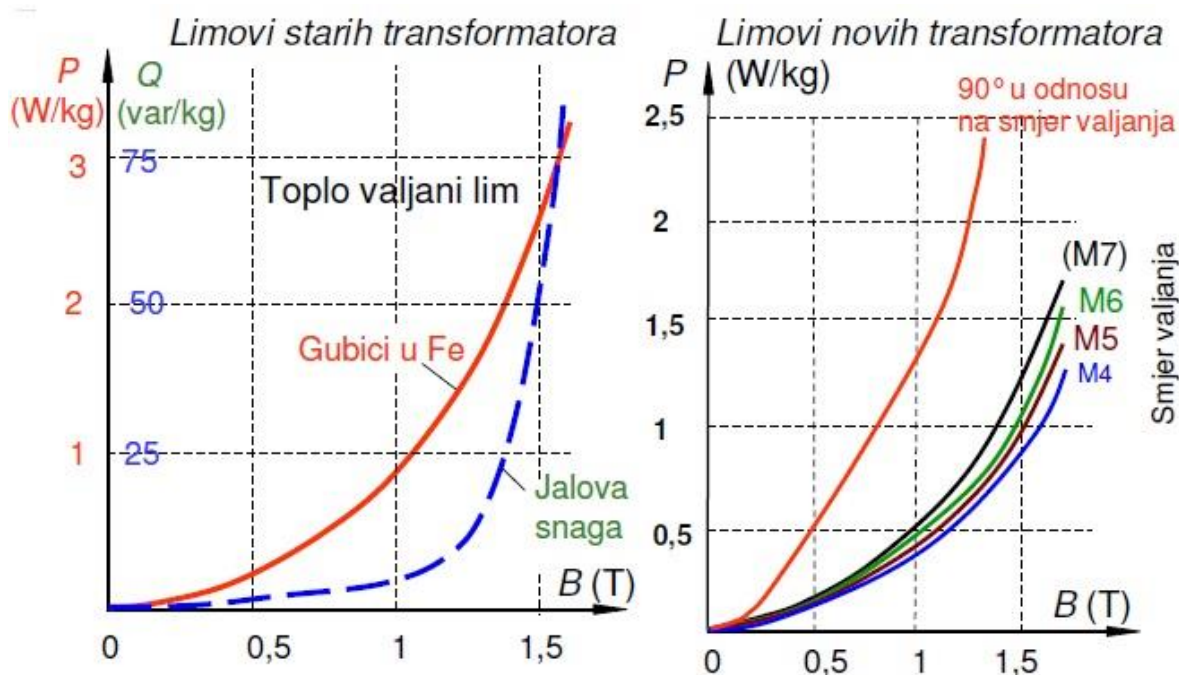 Limovi starih transformatora
P
(W/kg)
Q
(var/kg)
3
75
Toplo valjani lim
2
50
Gubici u Fe
1
25
Jalova
snaga
B (T)
0
0,5
1
1,5
Limovi novih transformatora
P
(W/kg)
90° u odnosu
na smjer valjanja
2,5
2
(M7)
M6
1,5
M5
M4
Smjer valjanja
1
0,5
B (T)
0
0,5
1
1,5